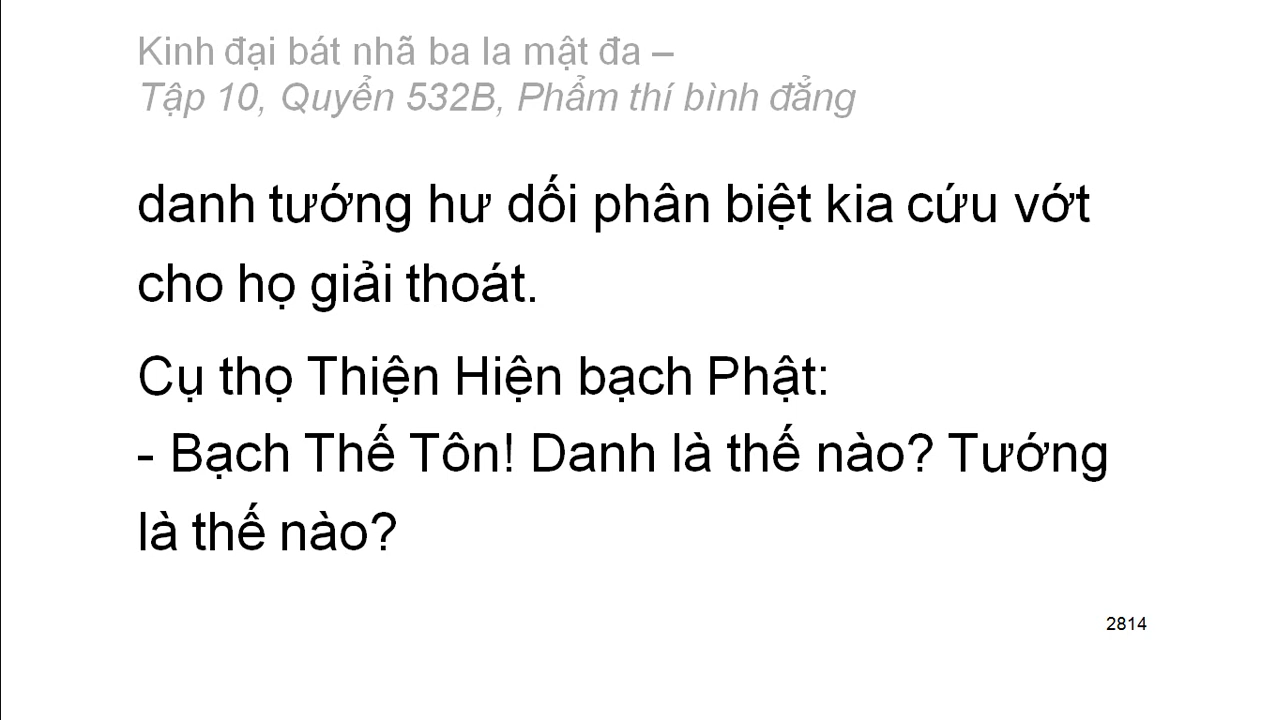 Kinh đại bát nhã ba la mật đa –
Tập 10, Quyển 532B, Phẩm thí bình đẳng
danh tướng hư dối phân biệt kia cứu vớt
cho họ giải thoát.
Cụ thọ Thiện Hiện bạch Phật:
- Bạch Thế Tôn! Danh là thế nào? Tướng
là thế nào?
2814